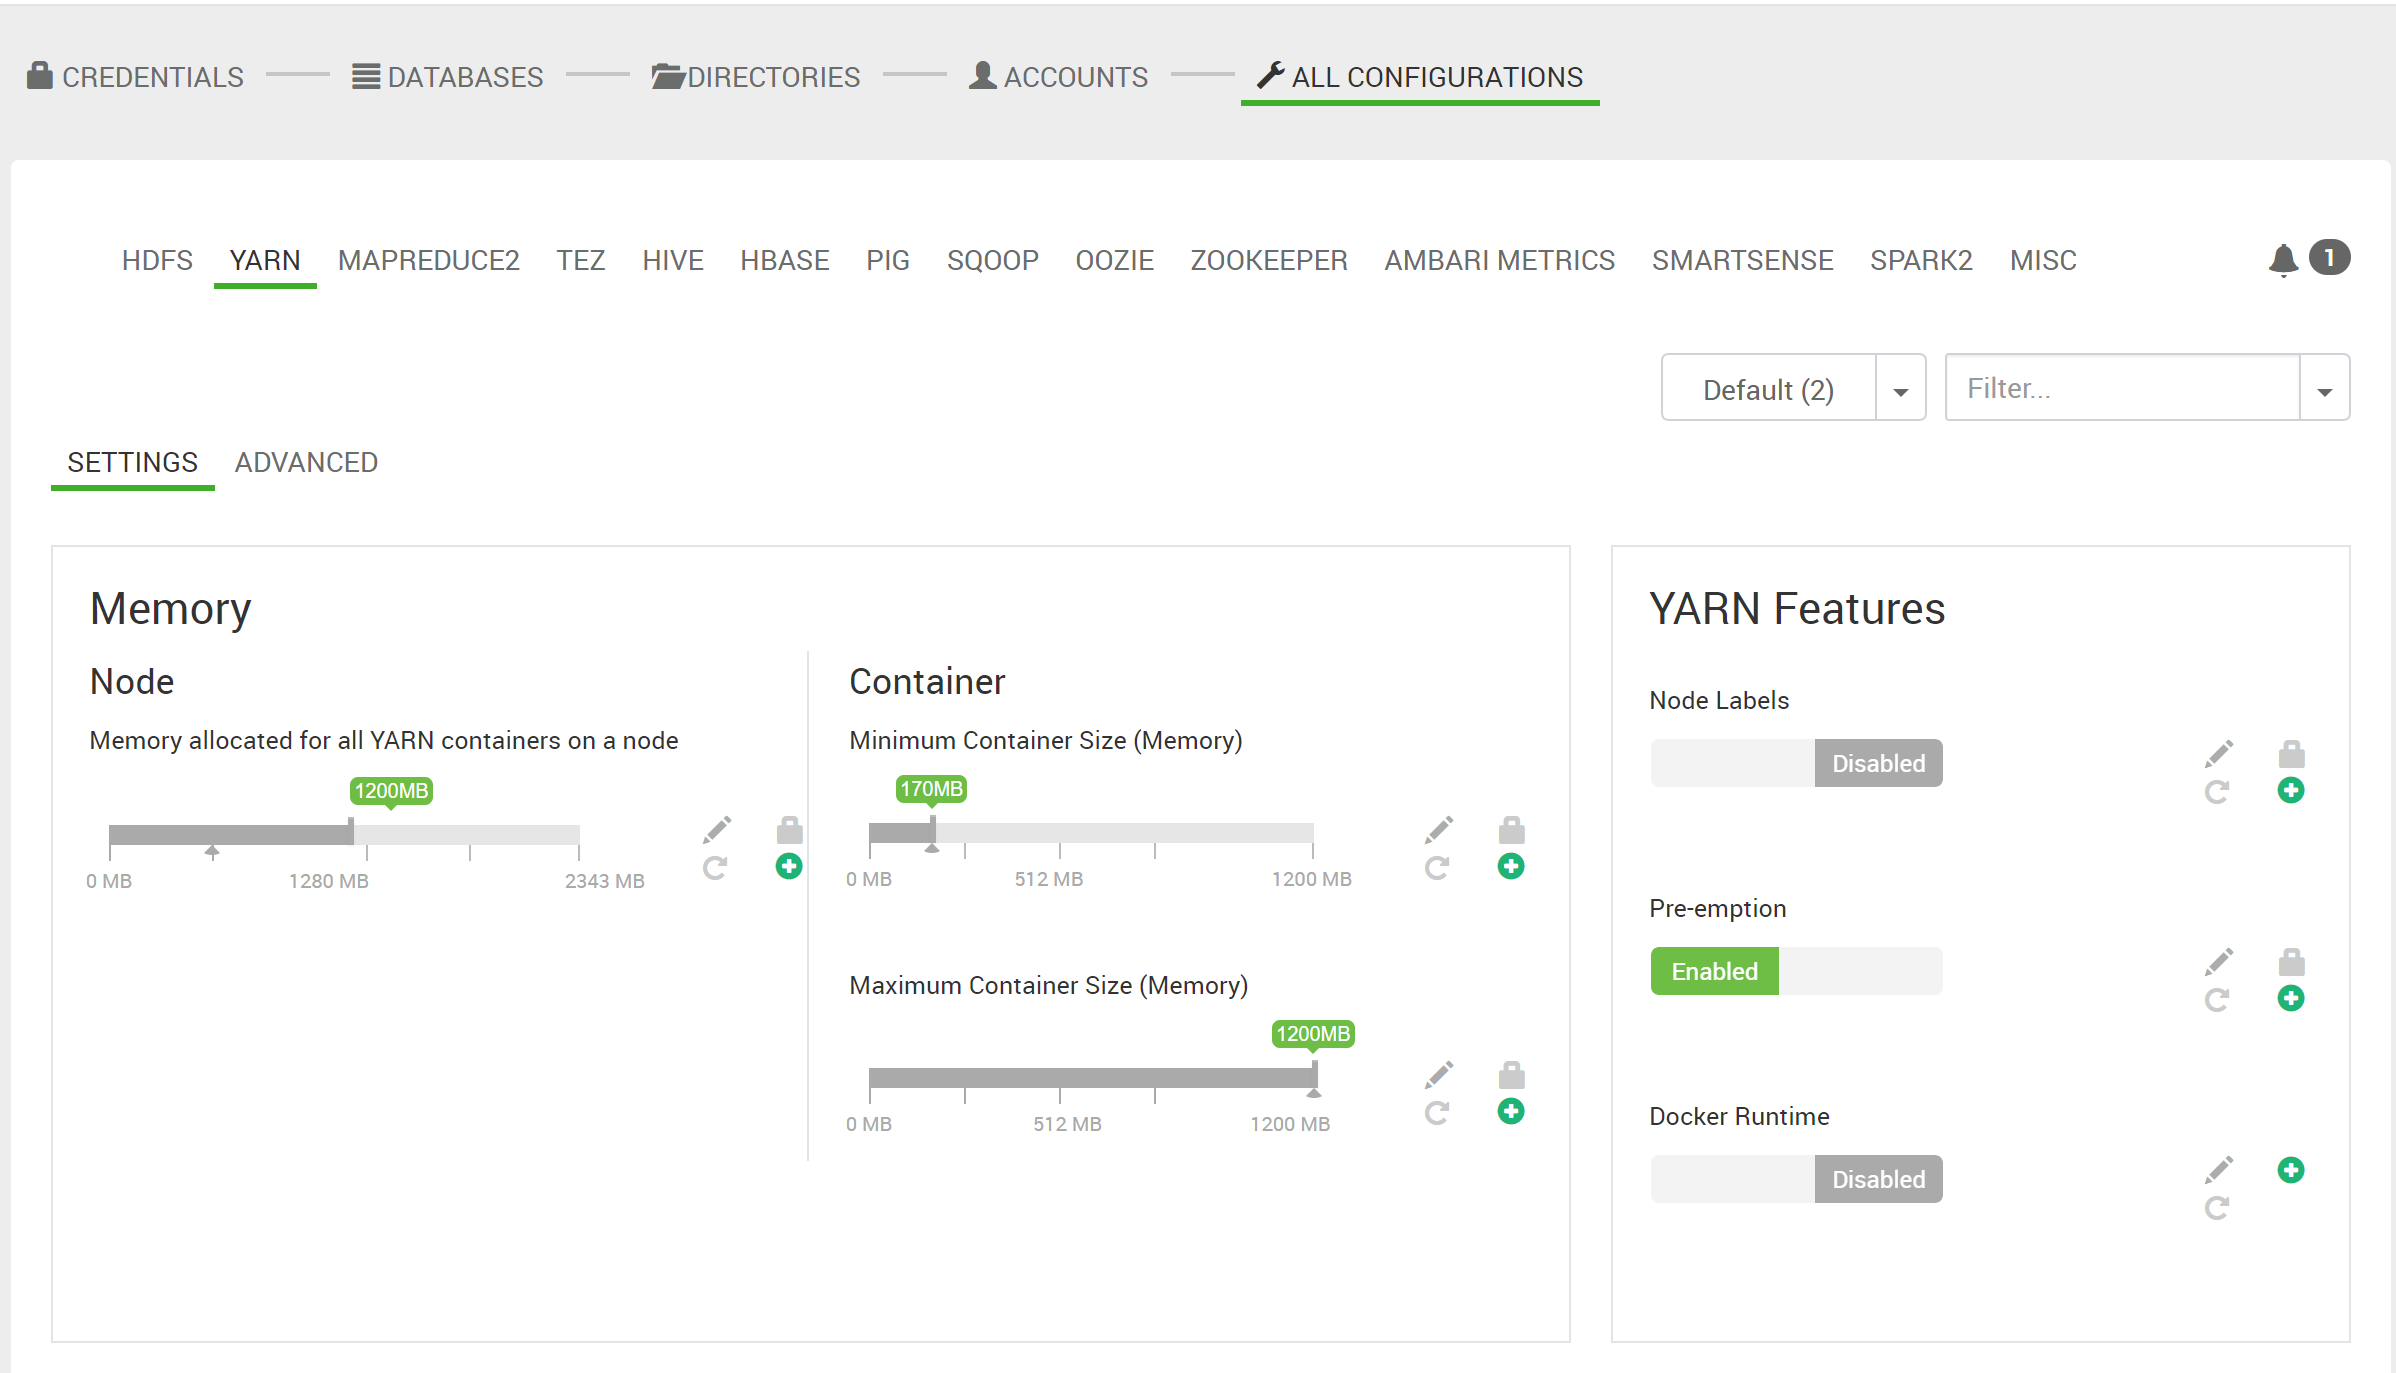 CREDENTIALS DATABASES DIRECTORIES ACCOUNTS ALL CONFIGURATIONS
HDFS YARN MAPREDUCE2 TEZ HIVE HBASE PIG SQOOP OOZIE ZOOKEEPER AMBARI METRICS SMARTSENSE SPARK2 MISC 1
Default (2) Filter...
SETTINGS ADVANCED
Memory
Node
Memory allocated for all YARN containers on a node
1200MB
0 MB 1280 MB 2343 MB
Container
Minimum Container Size (Memory)
170MB
0 MB 512 MB 1200 MB
Maximum Container Size (Memory)
1200MB
0 MB 512 MB 1200 MB
YARN Features
Node Labels
Disabled
Pre-emption
Enabled
Docker Runtime
Disabled